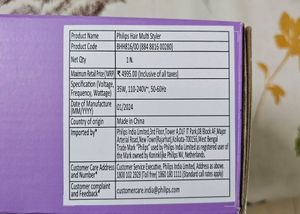 Product Name Philips Hair Multi Styler
Product Code BHH816/00 (884 8816 00280)
Net Qty 1 N.
Maximum Retail Price (MRP) ₹ 4995.00 (Inclusive of all taxes)
Specification (Voltage, 35W, 110-240V~, 50-60Hz
Frequency, Wattage)
Date of Manufacture 01/2024
(MM/YYYY)
Country of origin Made in China
Imported by* Philips India Limited, 3rd Floor, Tower A, DLF IT Park, 08 Block AF, Major
Arterial Road, New Town (Rajarhat), Kolkata-700156, West Bengal
Trade Mark "Philips" used by Philips India Limited as registered user of
the Mark owned by Koninklijke Philips NV, Netherlands.
Customer Care Address Customer Service Executive, Philips India Limited, Same as above.
and Number* 1800 102 2929 (Toll free) 1860 180 1111 (Standard call rates apply)
Customer complaint customercare.india@philips.com
and Feedback*